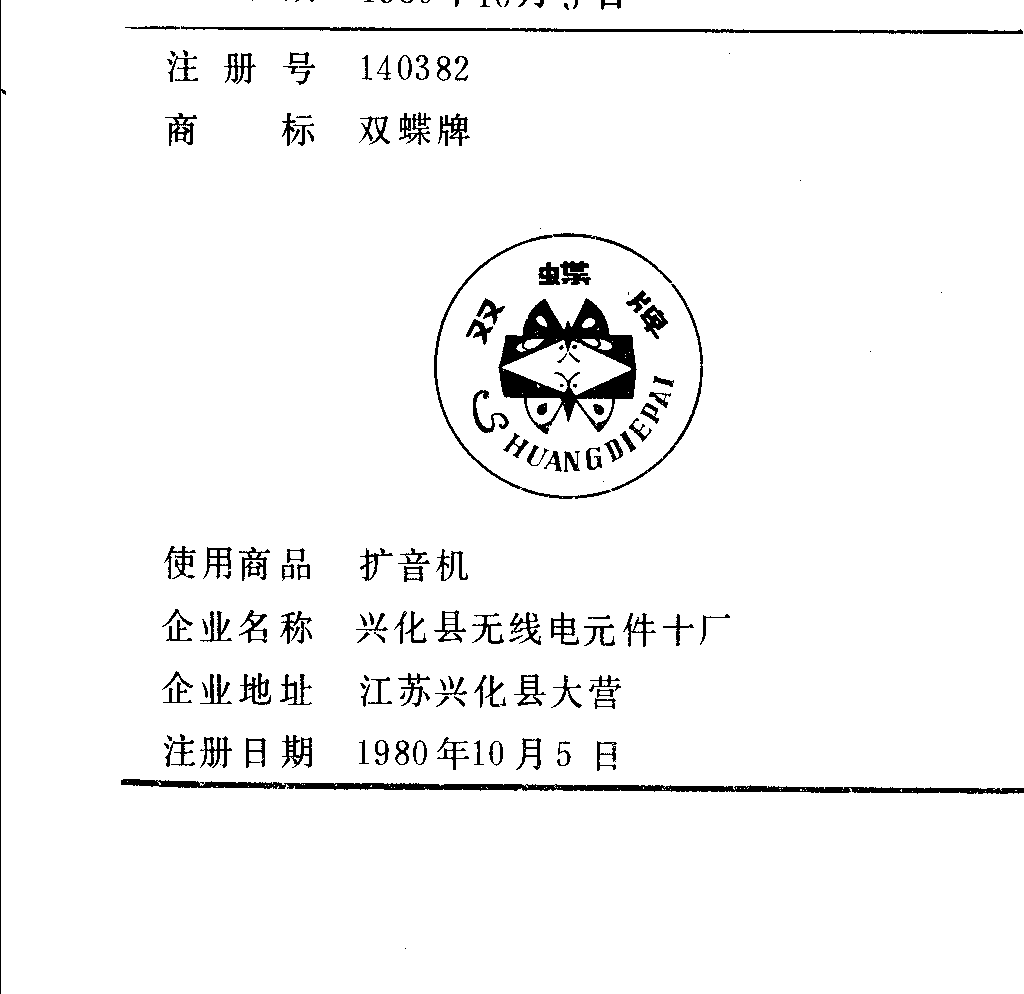 注册号 140382
商标 双蝶牌
双蝶牌
SHUANGDIEPAI
使用商品 扩音机
企业名称 兴化县无线电元件十厂
企业地址 江苏兴化县大营
注册日期 1980年10月5日